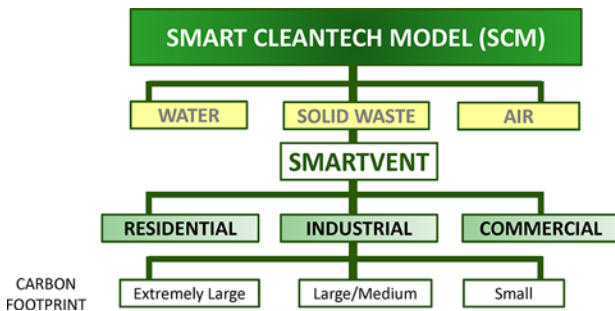 SMART CLEANTECH MODEL (SCM)
WATER
SOLID WASTE
AIR
SMARTVENT
RESIDENTIAL
INDUSTRIAL
COMMERCIAL
CARBON
FOOTPRINT
Extremely Large
Large/Medium
Small